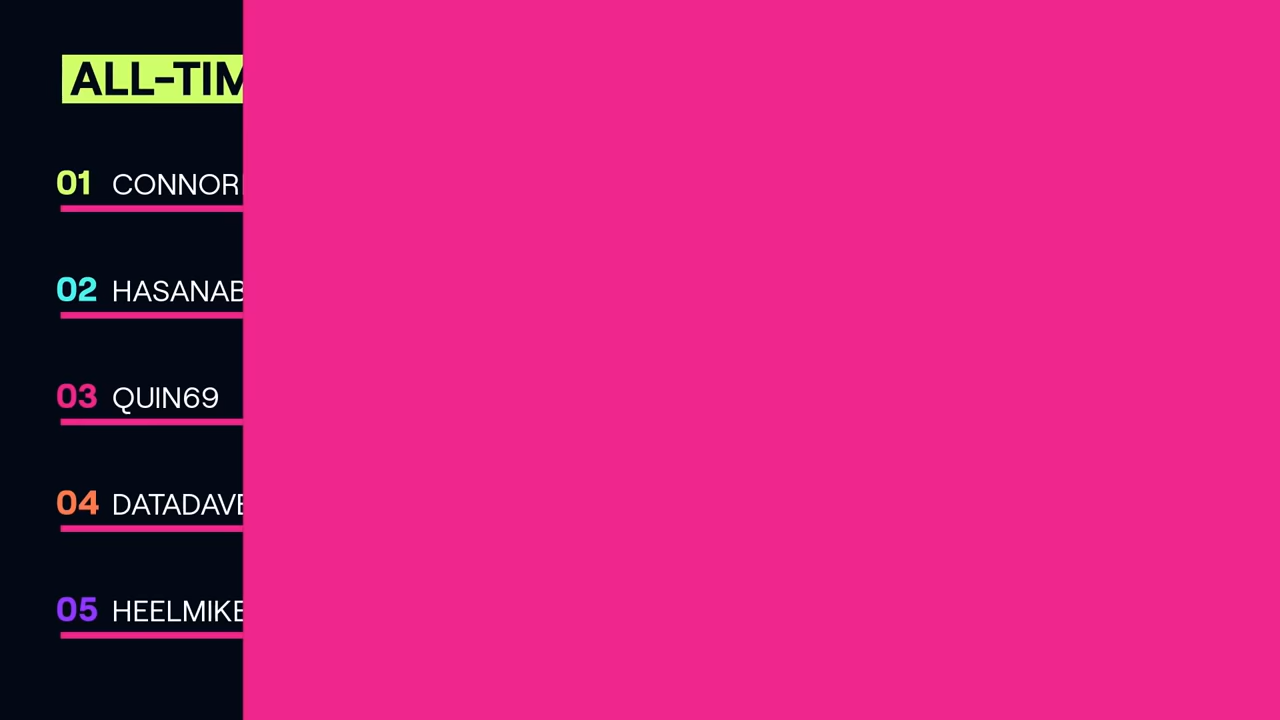 ALL-TIM
01 CONNOR
02 HASANAB
03 QUIN69
04 DATADAVE
05 HEELMIKE